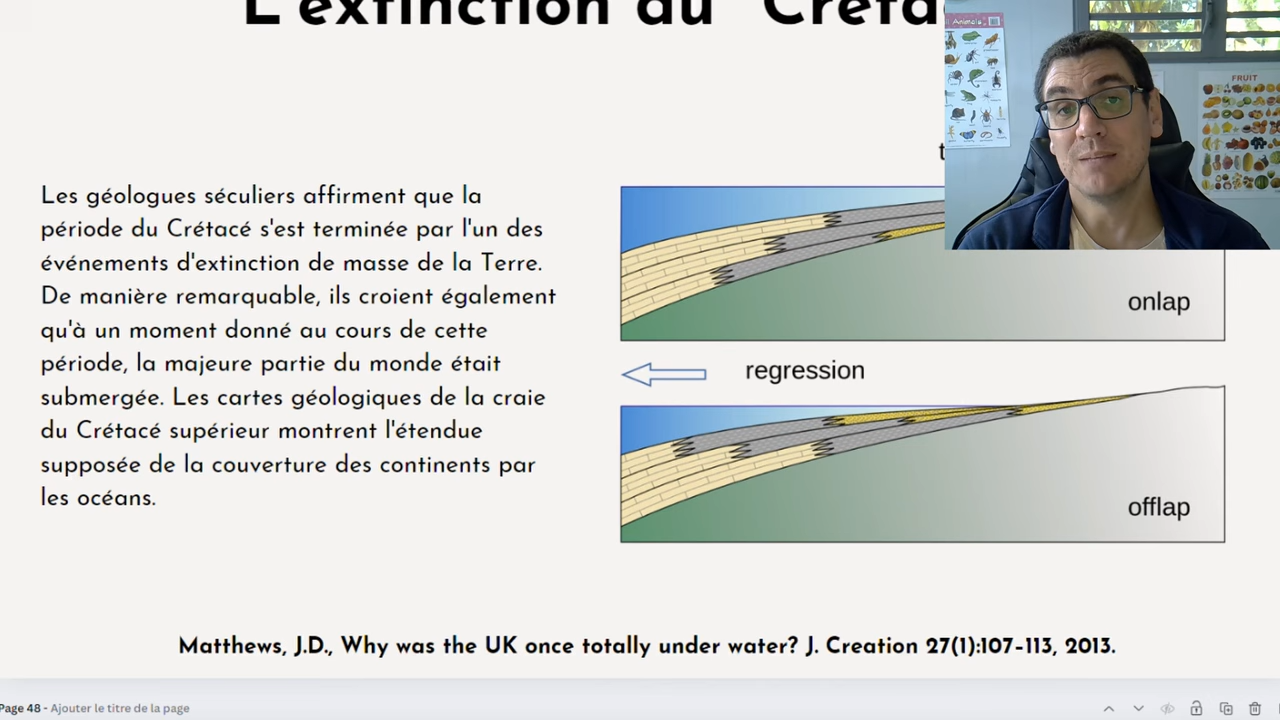 L'extinction du "Créta
Les géologues séculiers affirment que la
période du Crétacé s'est terminée par l'un des
événements d'extinction de masse de la Terre.
De manière remarquable, ils croient également
qu'à un moment donné au cours de cette
période, la majeure partie du monde était
submergée. Les cartes géologiques de la craie
du Crétacé supérieur montrent l'étendue
supposée de la couverture des continents par
les océans.
onlap
regression
offlap
Matthews, J.D., Why was the UK once totally under water? J. Creation 27(1):107–113, 2013.
Page 48 - Ajouter le titre de la page
Animals
FRUIT